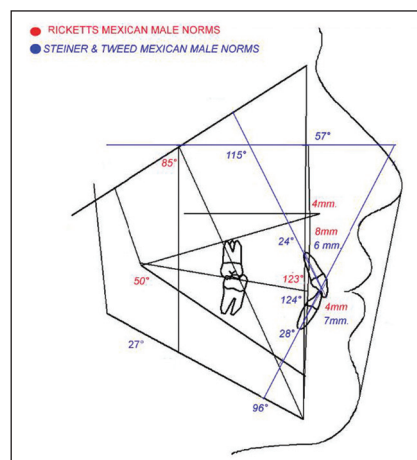 RICKETTS MEXICAN MALE NORMS
STEINER & TWEED MEXICAN MALE NORMS
57°
85°
115°
4mm.
8mm
6 mm.
24°
123°
50°
124°
4mm
7mm.
28°
27°
96°